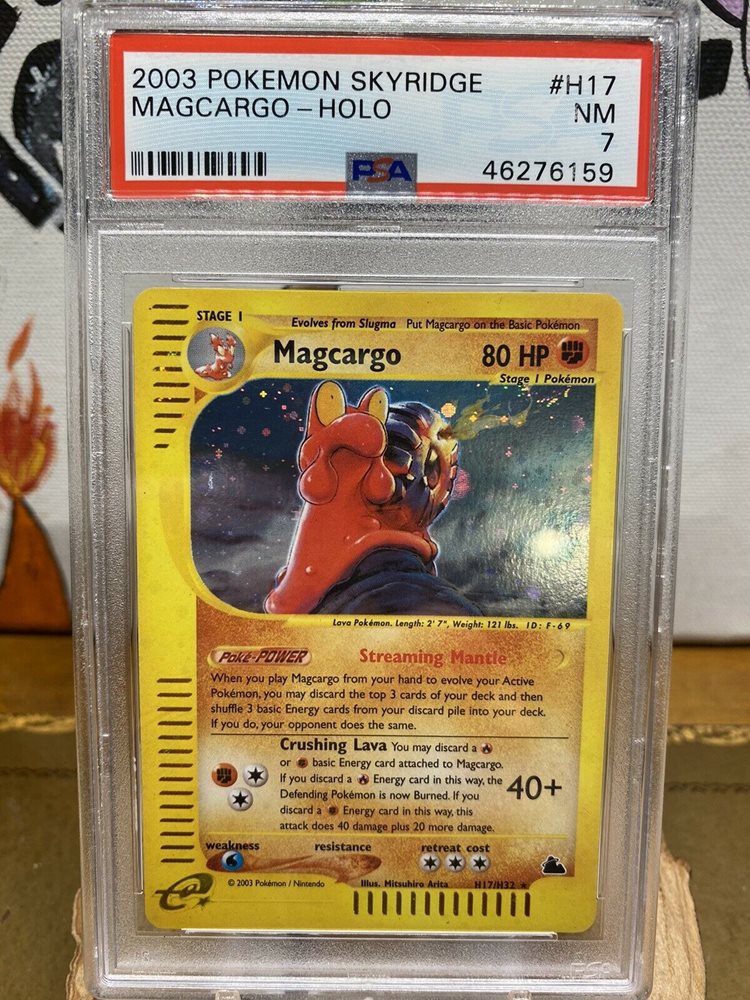 2003 POKEMON SKYRIDGE #H17
MAGCARGO - HOLO NM
7
PSA 46276159
STAGE 1 Evolves from Slugma Put Magcargo on the Basic Pokémon
Magcargo 80 HP
Stage 1 Pokémon
Lava Pokémon. Length: 2' 7", Weight: 121 lbs. ID: F-69
Poké-POWER Streaming Mantle
When you play Magcargo from your hand to evolve your Active
Pokémon, you may discard the top 3 cards of your deck and then
shuffle 3 basic Energy cards from your discard pile into your deck.
If you do, your opponent does the same.
Crushing Lava You may discard a
or basic Energy card attached to Magcargo.
If you discard a Energy card in this way, the
Defending Pokémon is now Burned. If you
discard a Energy card in this way, this
attack does 40 damage plus 20 more damage.
40+
weakness resistance retreat cost
e © 2003 Pokémon / Nintendo Illus. Mitsuhiro Arita H17/H32 ★
PSA